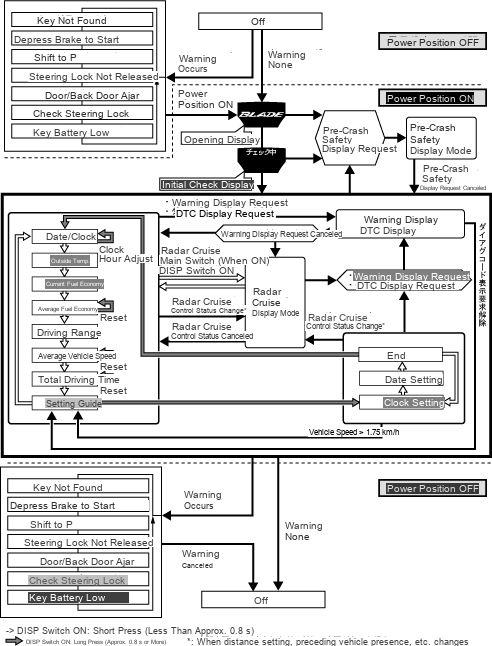 Off
Key Not Found
Depress Brake to Start
Shift to P
Steering Lock Not Released
Door/Back Door Ajar
Check Steering Lock
Key Battery Low
Warning
Occurs
Warning
None
Power Position OFF
Power
Position ON
Power Position ON
BLADE
Opening Display
チェック中
Initial Check Display
Pre-Crash
Safety
Display Request
Pre-Crash
Safety
Display Mode
Pre-Crash
Safety
Display Request Canceled
* Warning Display Request
DTC Display Request
Warning Display
DTC Display
Warning Display Request Canceled
ダイアグコード表示要求解除
Date/Clock
Clock
Hour Adjust
Outside Temp.
Current Fuel Economy
Average Fuel Economy
Reset
Driving Range
Average Vehicle Speed
Reset
Total Driving Time
Reset
Setting Guide
Radar Cruise
Main Switch (When ON)
DISP Switch ON
Radar Cruise
Control Status Change*
Radar Cruise
Control Status Canceled
Radar
Cruise
Display Mode
* Warning Display Request
* DTC Display Request
Radar Cruise
Control Status Change*
End
Date Setting
Clock Setting
Vehicle Speed > 1.75 km/h
Key Not Found
Depress Brake to Start
Shift to P
Steering Lock Not Released
Door/Back Door Ajar
Check Steering Lock
Key Battery Low
Warning
Occurs
Warning
None
Warning
Canceled
Power Position OFF
Off
-> DISP Switch ON: Short Press (Less Than Approx. 0.8 s)
DISP Switch ON: Long Press (Approx. 0.8 s or More)
*: When distance setting, preceding vehicle presence, etc. changes